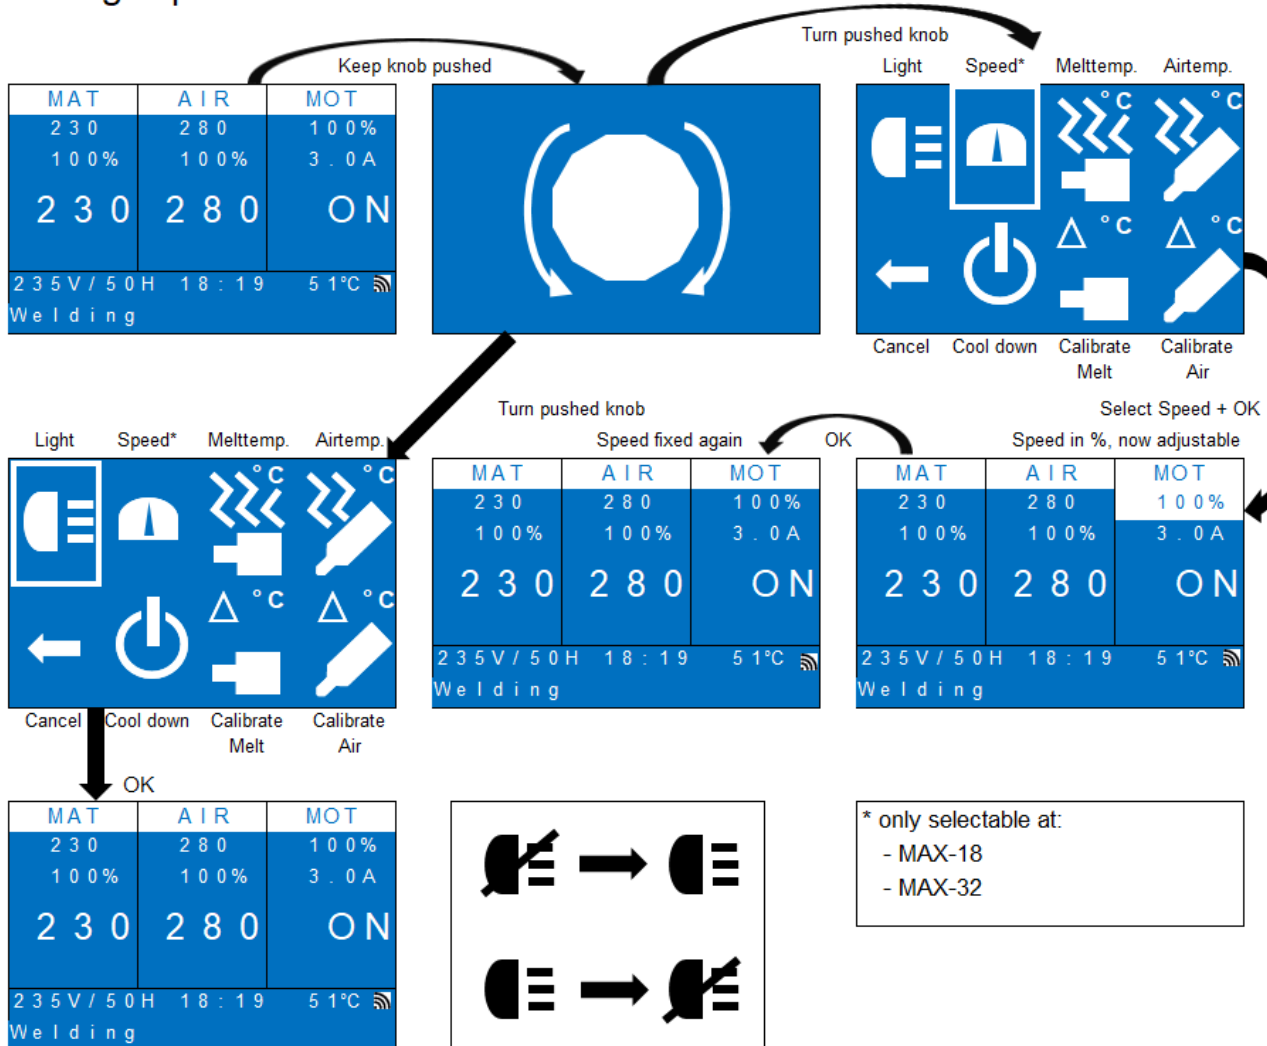 Turn pushed knob
Keep knob pushed
Light Speed* Melttemp. Airtemp.
MAT AIR MOT
230 280 100%
100% 100% 3.0A
230 280 ON
235V/50H 18:19 51°C
Welding
°C °C
°C °C
Cancel Cool down Calibrate Melt Calibrate Air
Turn pushed knob
Select Speed + OK
Light Speed* Melttemp. Airtemp.
Speed fixed again OK Speed in %, now adjustable
°C °C
°C °C
Cancel Cool down Calibrate Melt Calibrate Air
MAT AIR MOT
230 280 100%
100% 100% 3.0A
230 280 ON
235V/50H 18:19 51°C
Welding
MAT AIR MOT
230 280 100%
100% 100% 3.0A
230 280 ON
235V/50H 18:19 51°C
Welding
OK
MAT AIR MOT
230 280 100%
100% 100% 3.0A
230 280 ON
235V/50H 18:19 51°C
Welding
* only selectable at:
- MAX-18
- MAX-32